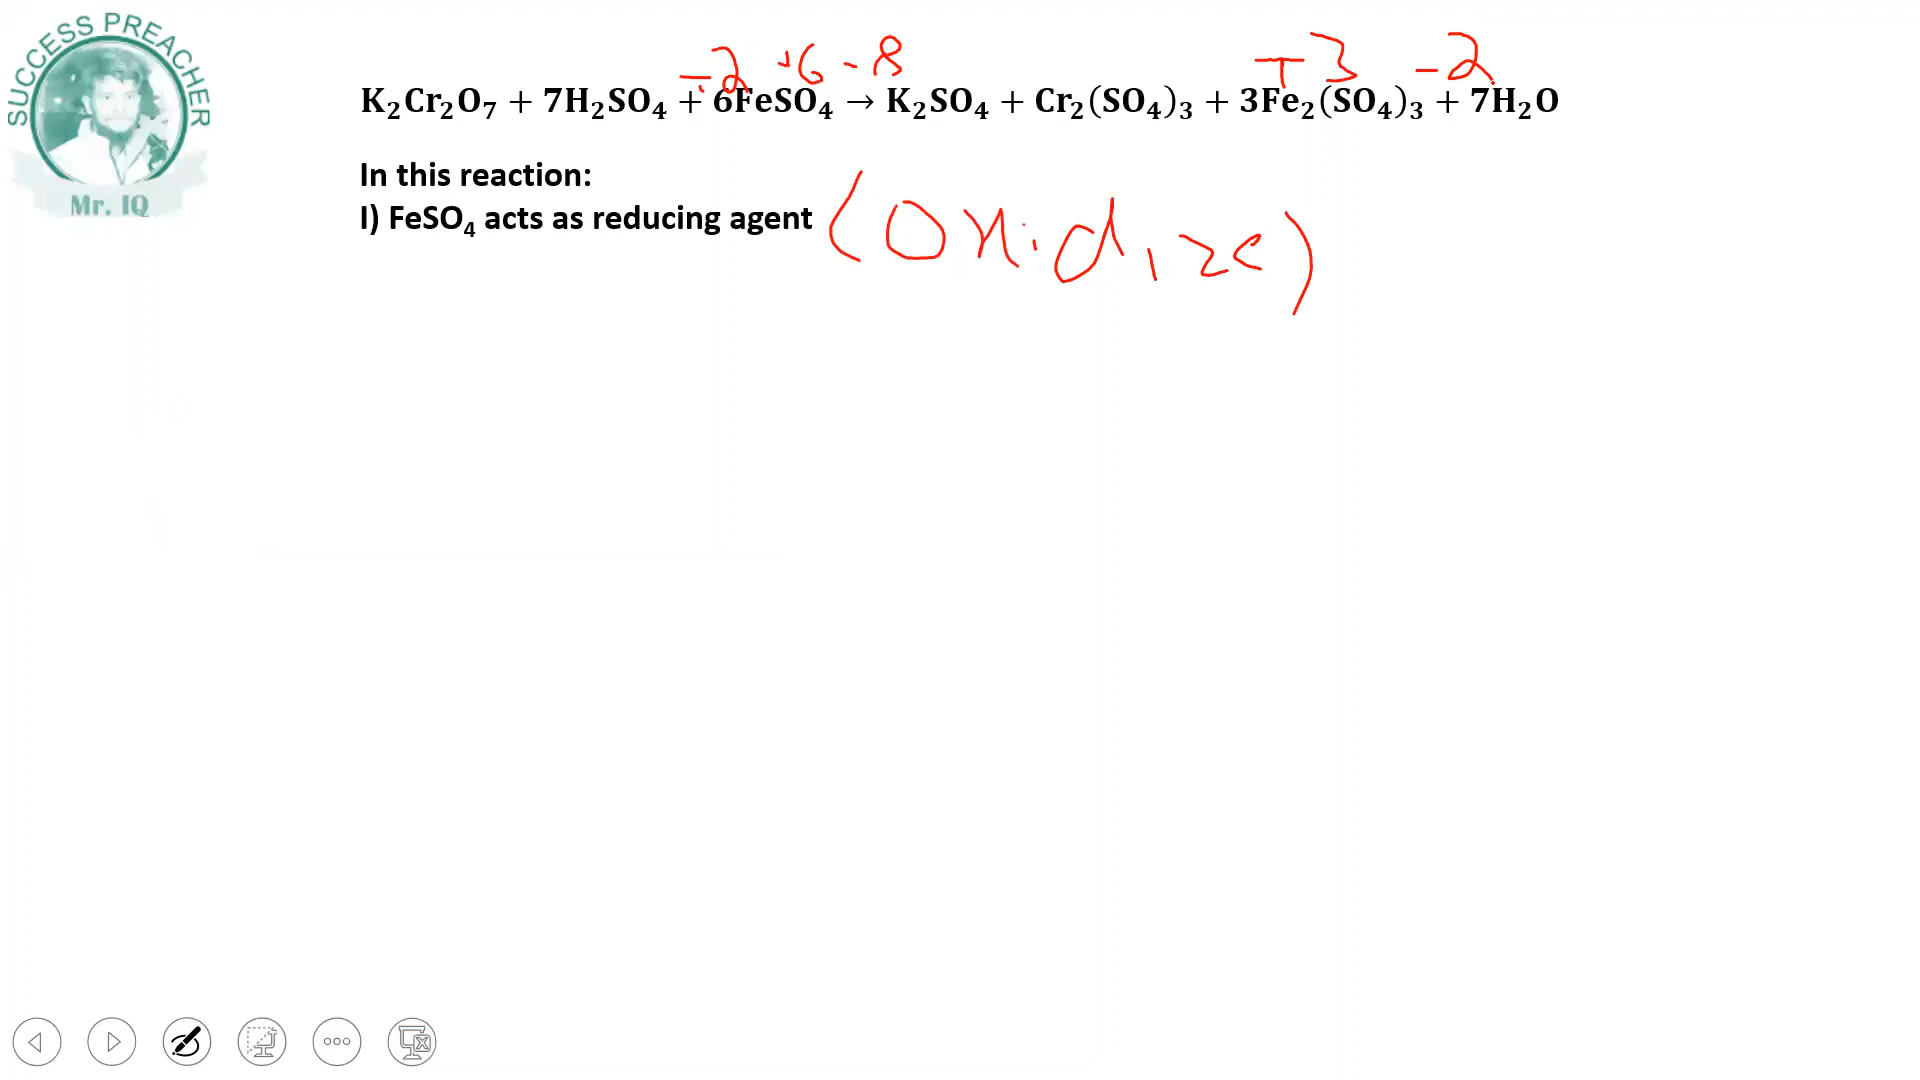 SUCCESS PREACHER
Mr. IQ
+2 +6 -8 +3 -2
K₂Cr₂O₇ + 7H₂SO₄ + 6FeSO₄ → K₂SO₄ + Cr₂(SO₄)₃ + 3Fe₂(SO₄)₃ + 7H₂O
In this reaction:
I) FeSO₄ acts as reducing agent (Oxidize)